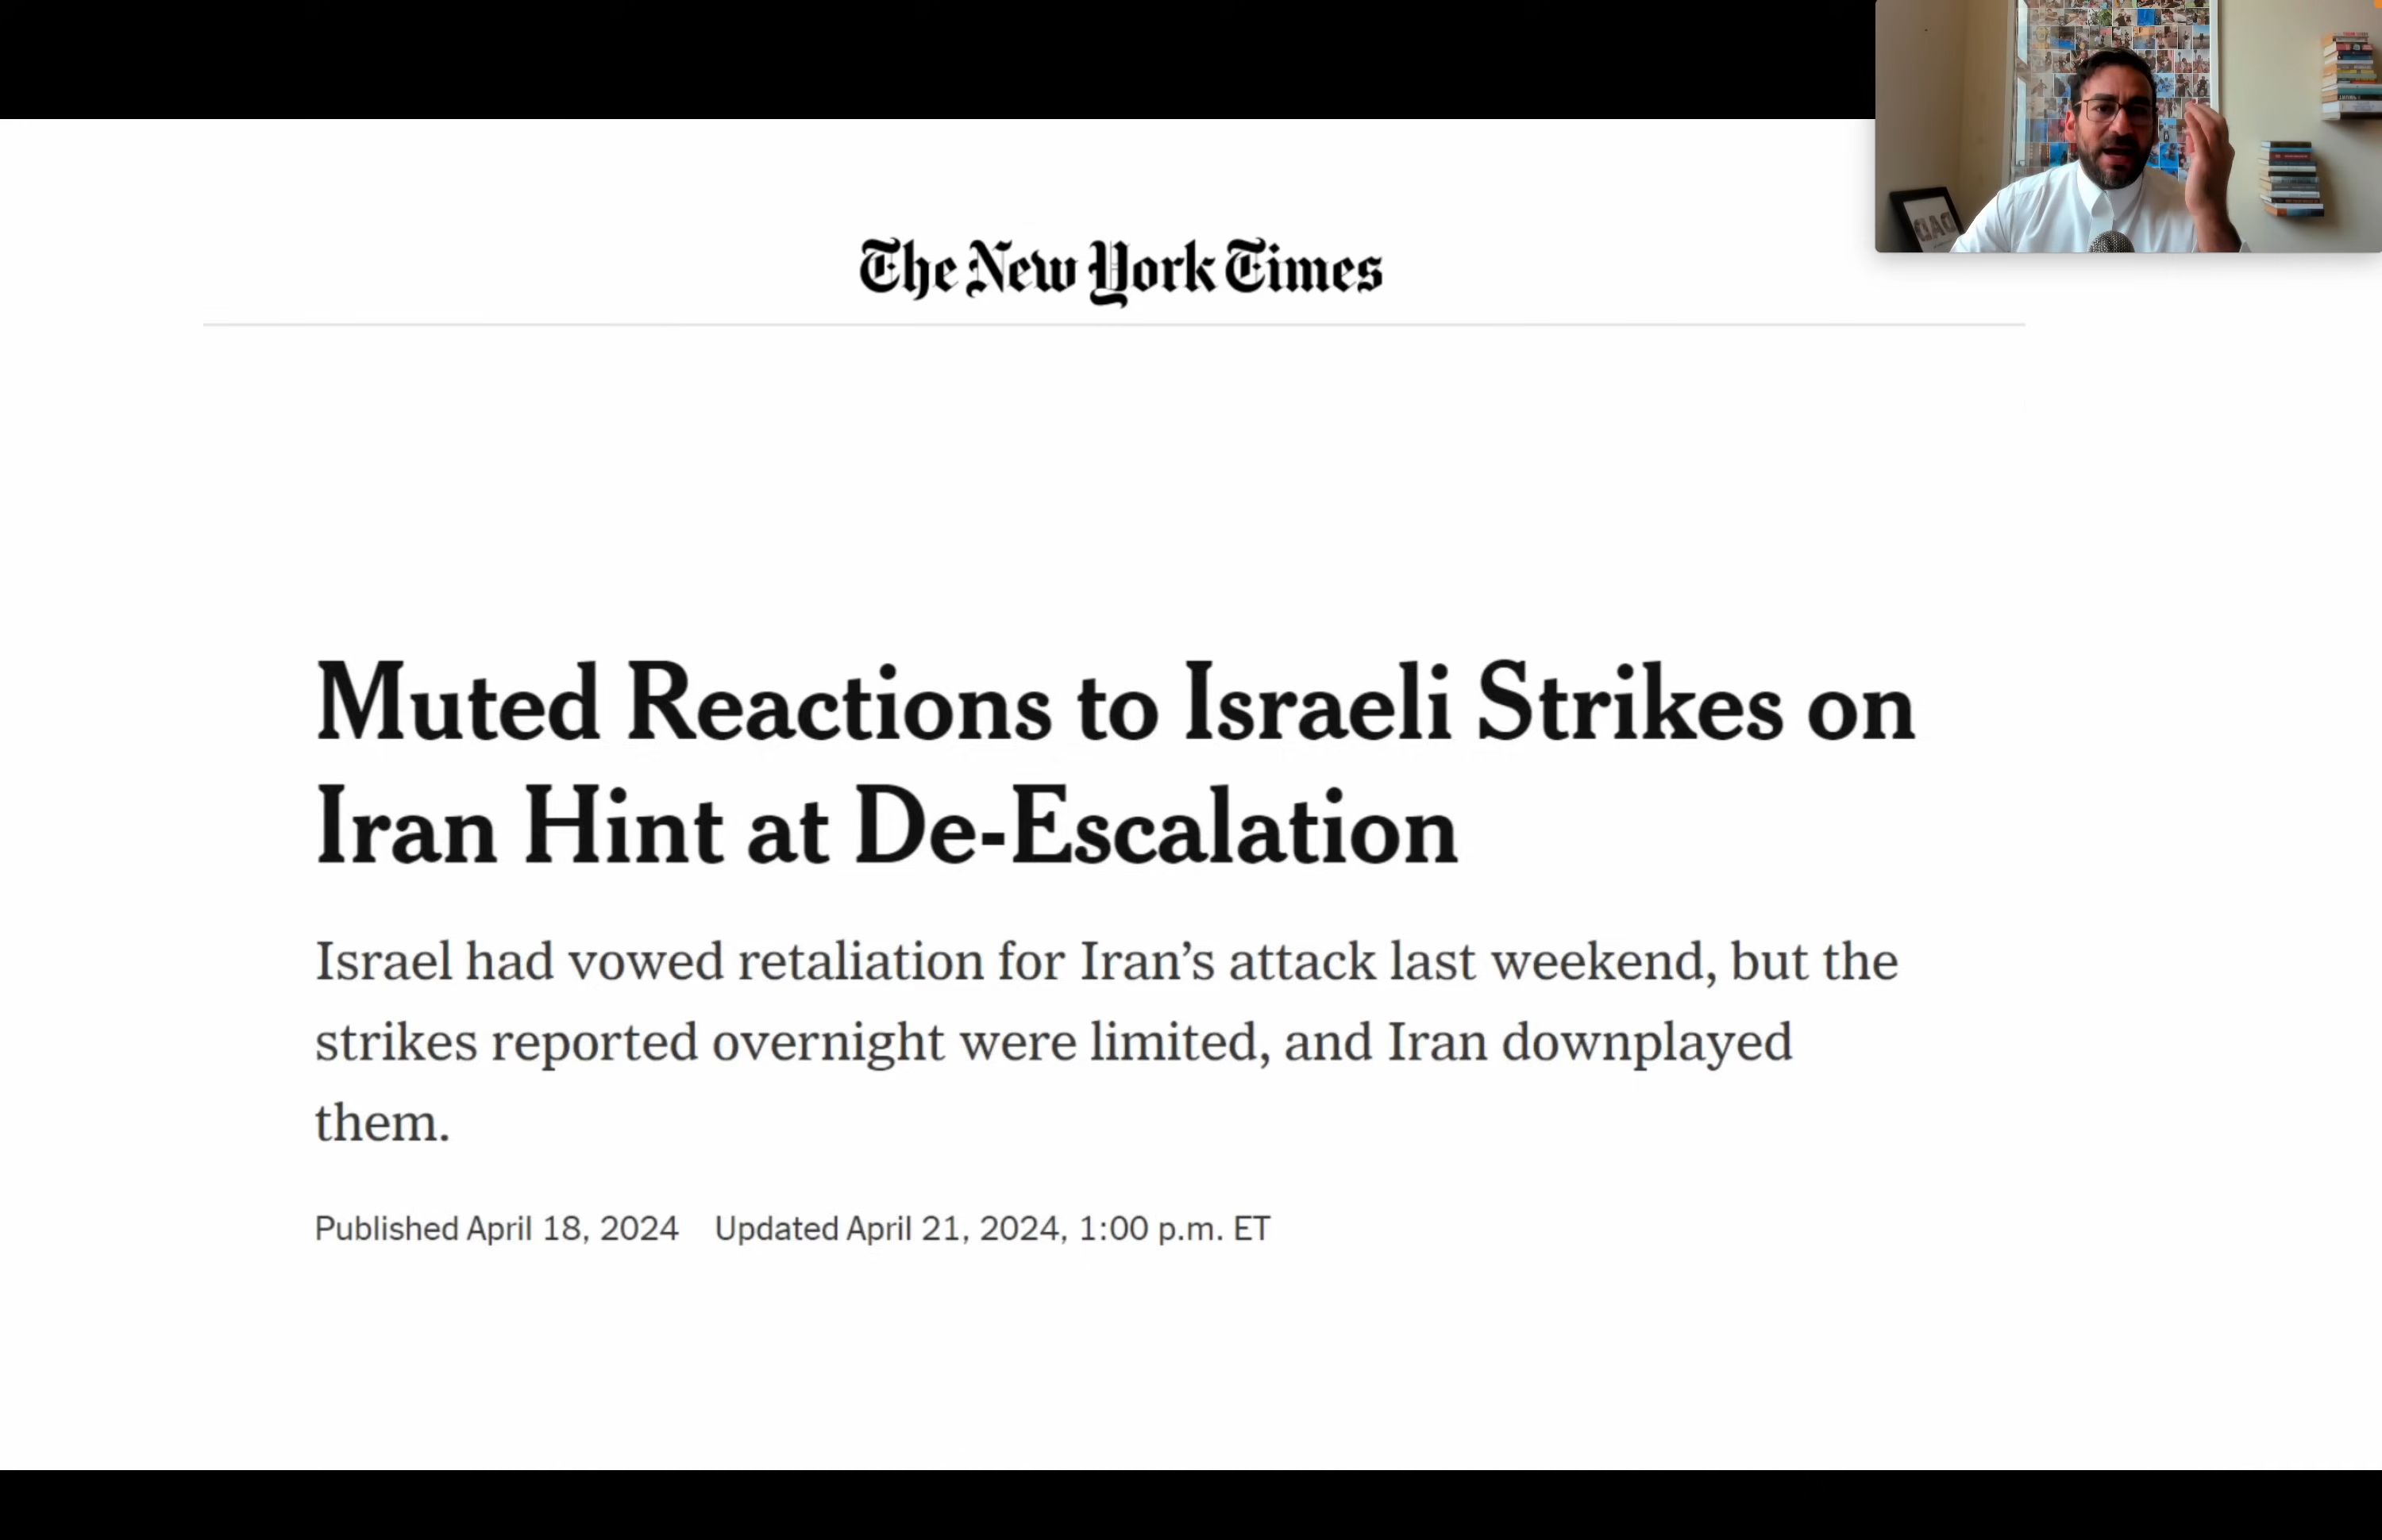 The New York Times
Muted Reactions to Israeli Strikes on
Iran Hint at De-Escalation
Israel had vowed retaliation for Iran’s attack last weekend, but the
strikes reported overnight were limited, and Iran downplayed
them.
Published April 18, 2024 Updated April 21, 2024, 1:00 p.m. ET